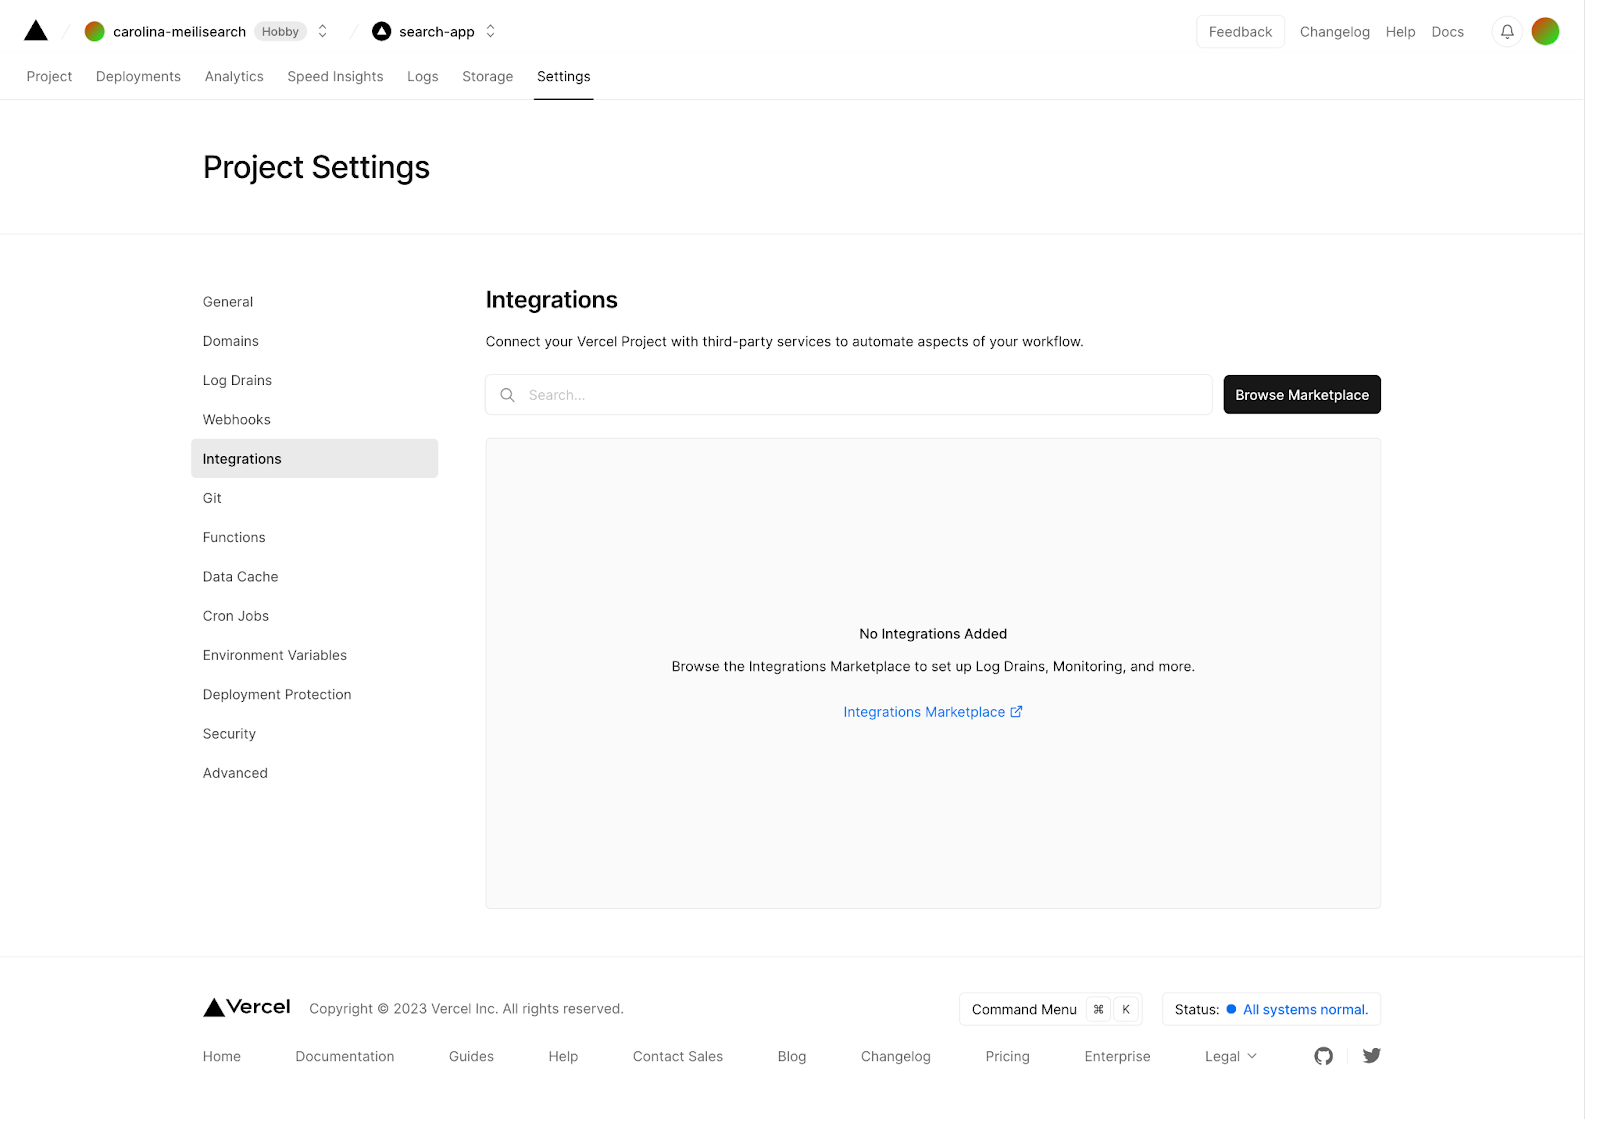 carolina-meilisearch Hobby search-app Feedback Changelog Help Docs
Project Deployments Analytics Speed Insights Logs Storage Settings
Project Settings
General
Domains
Log Drains
Webhooks
Integrations
Git
Functions
Data Cache
Cron Jobs
Environment Variables
Deployment Protection
Security
Advanced
Integrations
Connect your Vercel Project with third-party services to automate aspects of your workflow.
Search... Browse Marketplace
No Integrations Added
Browse the Integrations Marketplace to set up Log Drains, Monitoring, and more.
Integrations Marketplace
Vercel Copyright © 2023 Vercel Inc. All rights reserved. Command Menu ⌘ K Status: All systems normal.
Home Documentation Guides Help Contact Sales Blog Changelog Pricing Enterprise Legal